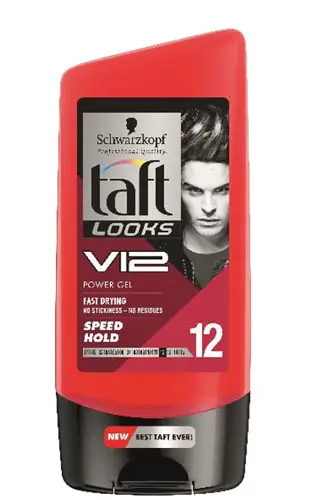 Schwarzkopf
Professional Quality.
taft
LOOKS
V12
POWER GEL
FAST DRYING
NO STICKINESS – NO RESIDUES
SPEED
HOLD
12
NEW BEST TAFT EVER!